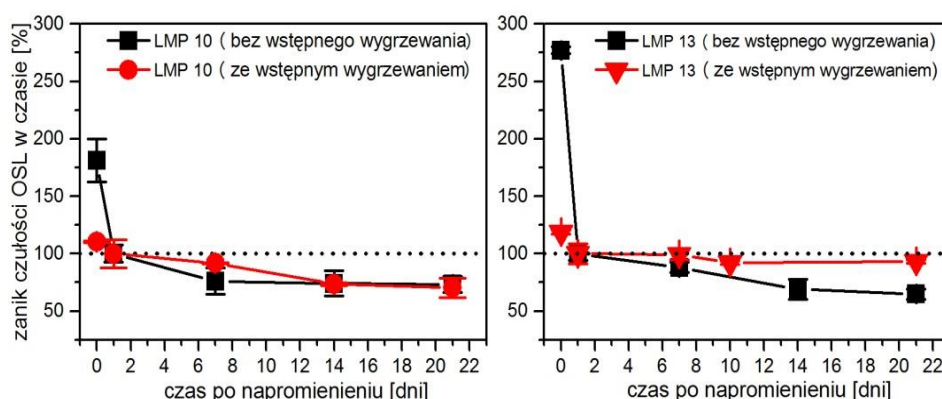 zanik czułości OSL w czasie [%]
300
250
200
150
100
50
LMP 10 ( bez wstępnego wygrzewania)
LMP 10 ( ze wstępnym wygrzewaniem)
0 2 4 6 8 10 12 14 16 18 20 22
czas po napromienieniu [dni]
300
250
200
150
100
50
LMP 13 ( bez wstępnego wygrzewania)
LMP 13 ( ze wstępnym wygrzewaniem)
0 2 4 6 8 10 12 14 16 18 20 22
czas po napromienieniu [dni]